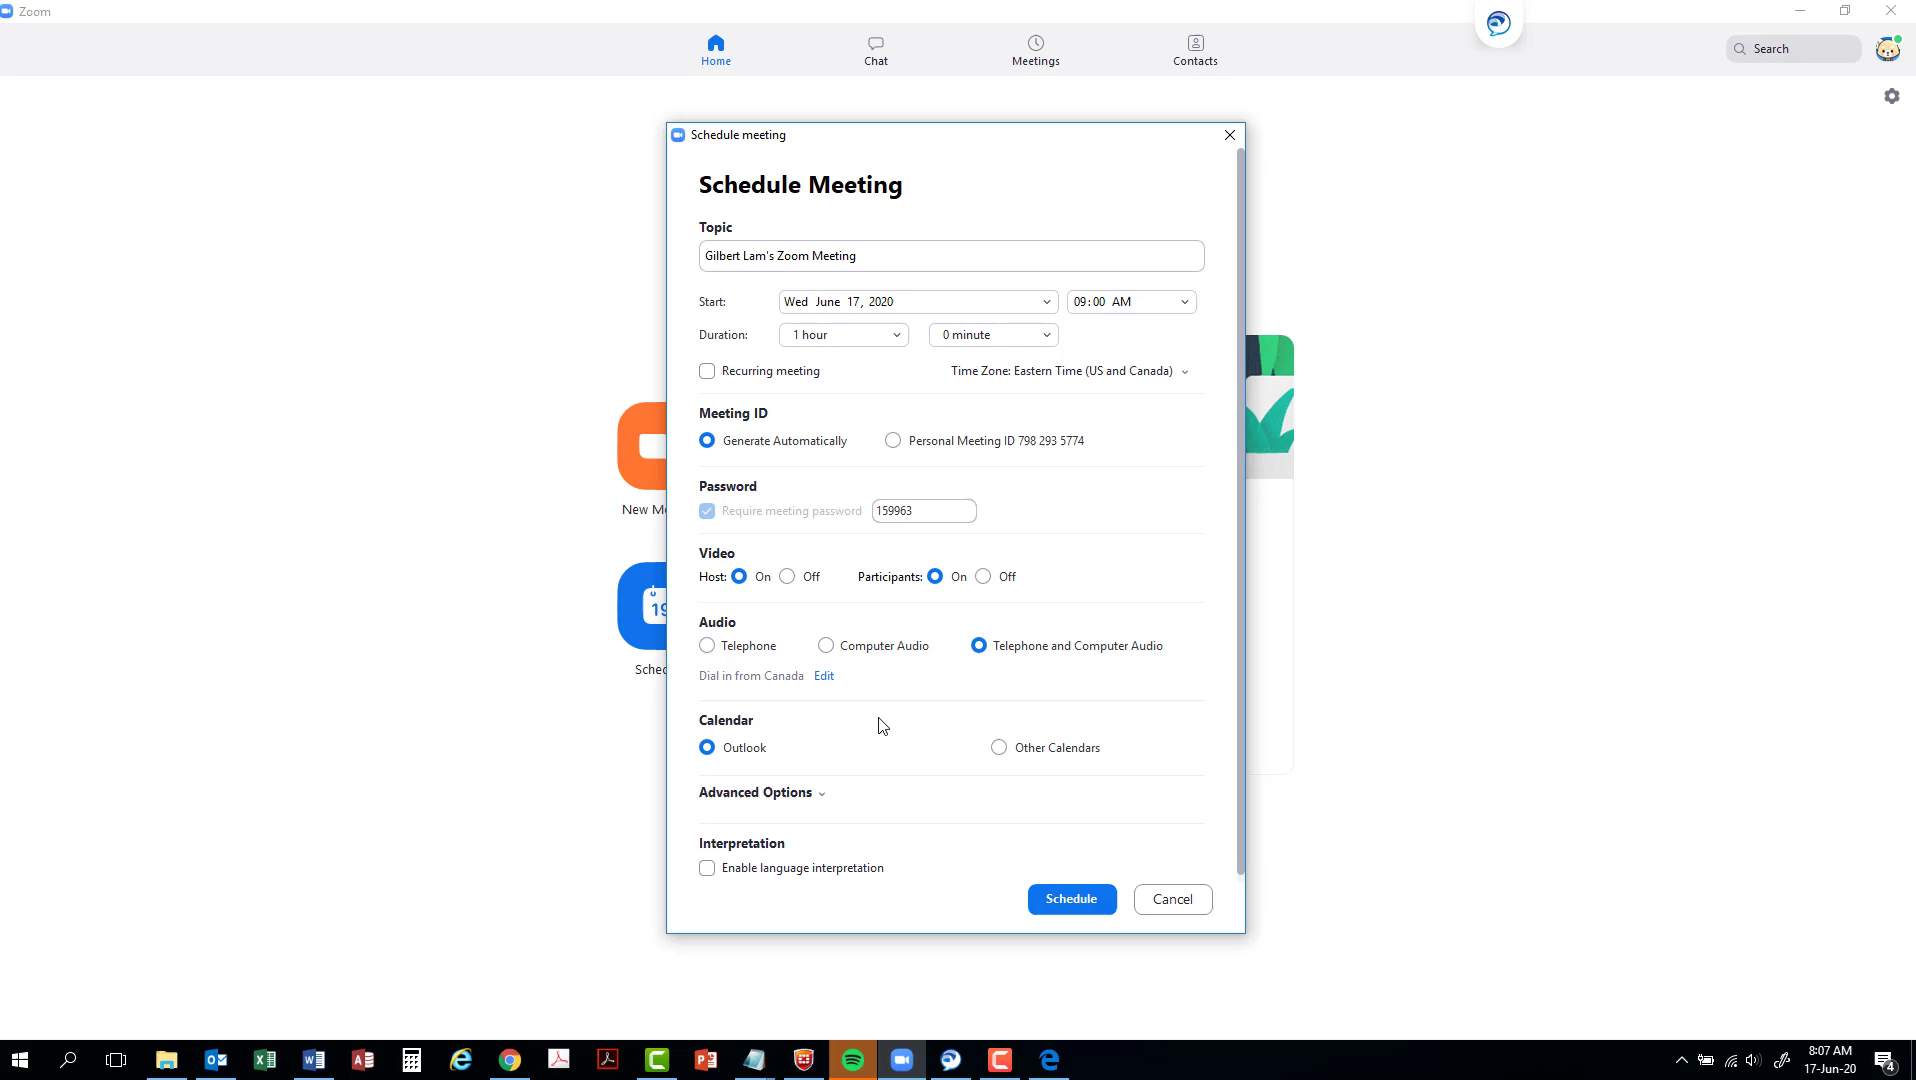 Zoom
Home
Chat
Meetings
Contacts
Search
Schedule meeting
Schedule Meeting
Topic
Gilbert Lam's Zoom Meeting
Start: Wed June 17, 2020 09:00 AM
Duration: 1 hour 0 minute
Recurring meeting Time Zone: Eastern Time (US and Canada)
Meeting ID
Generate Automatically Personal Meeting ID 798 293 5774
Password
Require meeting password 159963
New M
Video
Host: On Off Participants: On Off
19
Audio
Telephone Computer Audio Telephone and Computer Audio
Sched
Dial in from Canada Edit
Calendar
Outlook Other Calendars
Advanced Options
Interpretation
Enable language interpretation
Schedule Cancel
8:07 AM
17-Jun-20
4